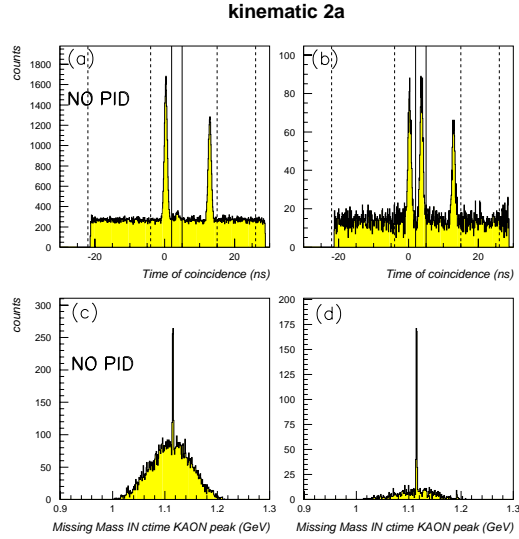 kinematic 2a
counts
(a)
NO PID
1800
1600
1400
1200
1000
800
600
400
200
0
-20 0 20
Time of coincidence (ns)
(b)
100
80
60
40
20
0
-20 0 20
Time of coincidence (ns)
counts
(c)
NO PID
300
250
200
150
100
50
0
0.9 1 1.1 1.2 1.3
Missing Mass IN ctime KAON peak (GeV)
(d)
200
175
150
125
100
75
50
25
0
0.9 1 1.1 1.2 1.3
Missing Mass IN ctime KAON peak (GeV)